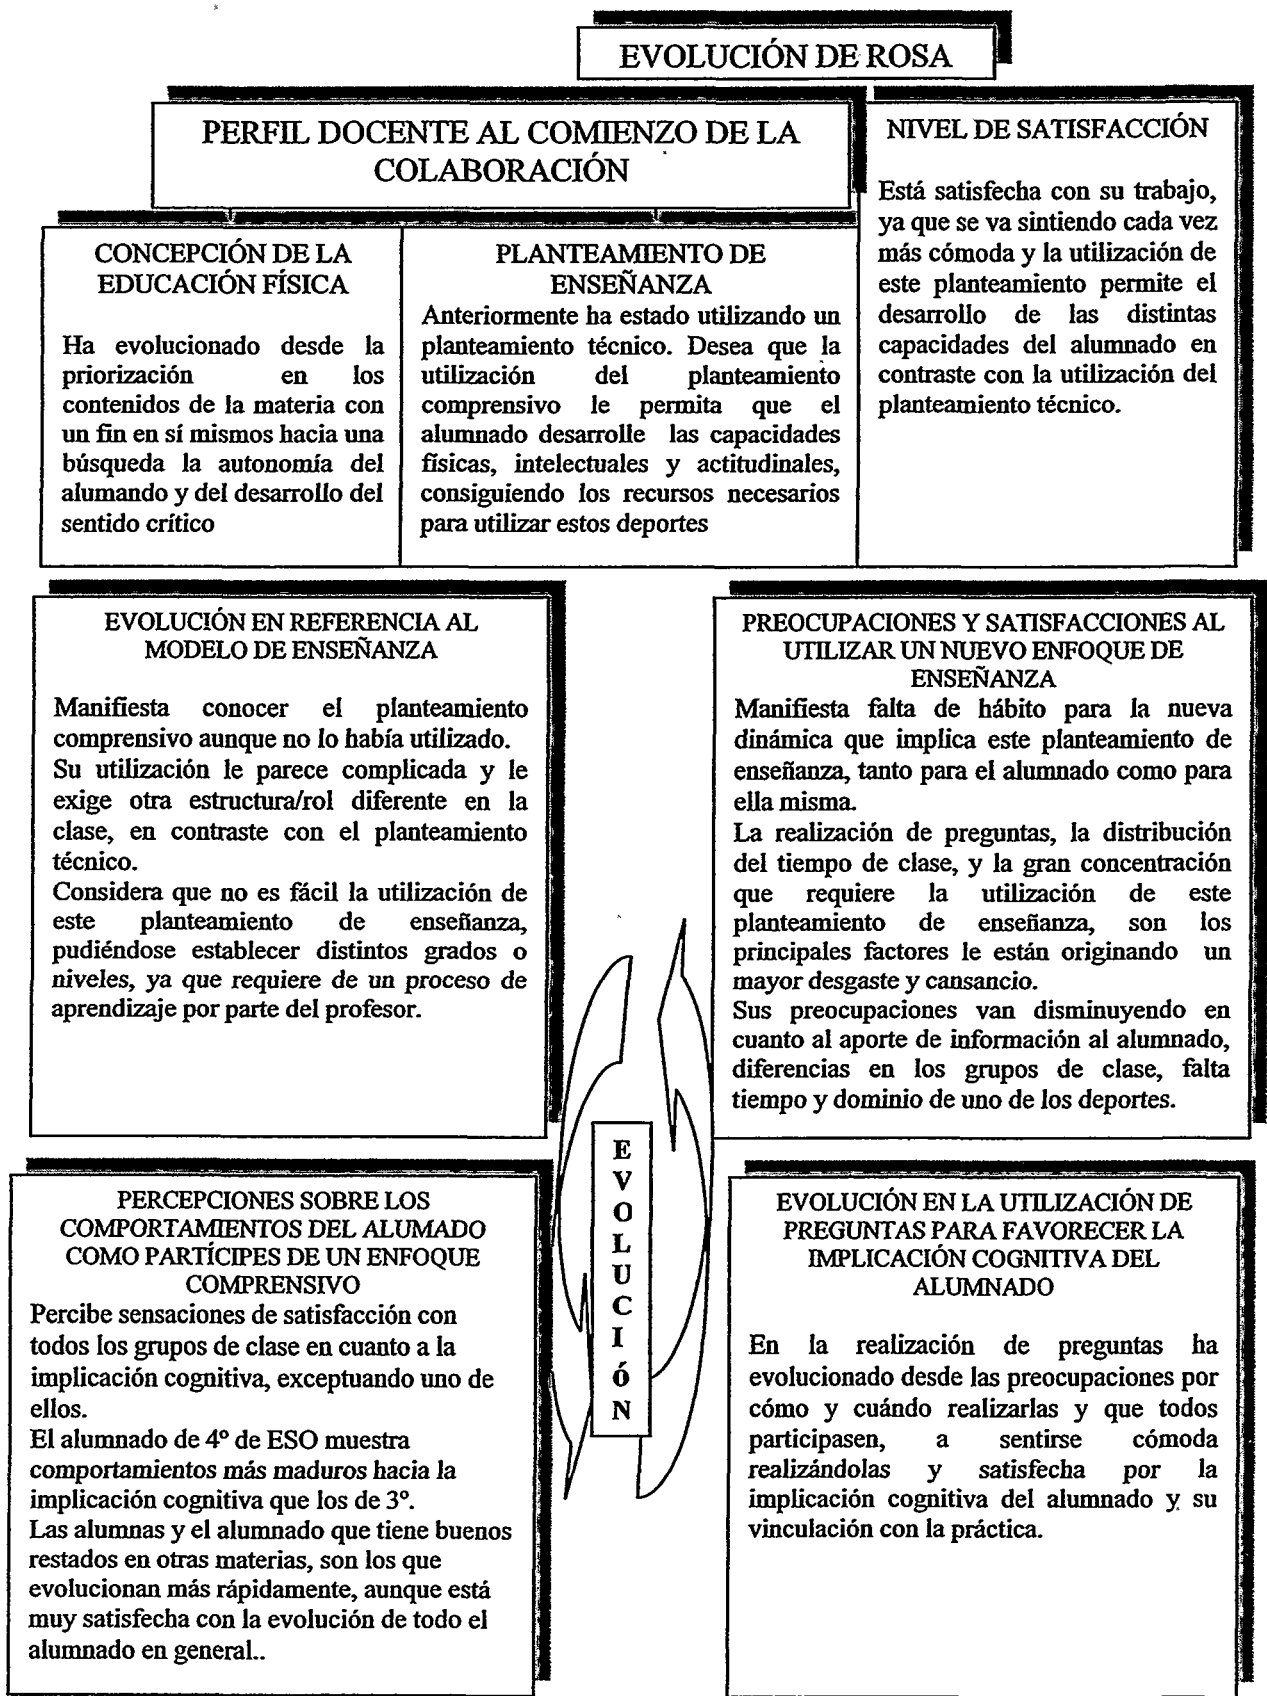 EVOLUCIÓN DE ROSA
PERFIL DOCENTE AL COMIENZO DE LA
COLABORACIÓN
CONCEPCIÓN DE LA
EDUCACIÓN FÍSICA
Ha evolucionado desde la
priorización en los
contenidos de la materia con
un fin en sí mismos hacia una
búsqueda la autonomía del
alumando y del desarrollo del
sentido crítico
PLANTEAMIENTO DE
ENSEÑANZA
Anteriormente ha estado utilizando un
planteamiento técnico. Desea que la
utilización del planteamiento
comprensivo le permita que el
alumnado desarrolle las capacidades
físicas, intelectuales y actitudinales,
consiguiendo los recursos necesarios
para utilizar estos deportes
NIVEL DE SATISFACCIÓN
Está satisfecha con su trabajo,
ya que se va sintiendo cada vez
más cómoda y la utilización de
este planteamiento permite el
desarrollo de las distintas
capacidades del alumnado en
contraste con la utilización del
planteamiento técnico.
EVOLUCIÓN EN REFERENCIA AL
MODELO DE ENSEÑANZA
Manifiesta conocer el planteamiento
comprensivo aunque no lo había utilizado.
Su utilización le parece complicada y le
exige otra estructura/rol diferente en la
clase, en contraste con el planteamiento
técnico.
Considera que no es fácil la utilización de
este planteamiento de enseñanza,
pudiéndose establecer distintos grados o
niveles, ya que requiere de un proceso de
aprendizaje por parte del profesor.
PREOCUPACIONES Y SATISFACCIONES AL
UTILIZAR UN NUEVO ENFOQUE DE
ENSEÑANZA
Manifiesta falta de hábito para la nueva
dinámica que implica este planteamiento de
enseñanza, tanto para el alumnado como para
ella misma.
La realización de preguntas, la distribución
del tiempo de clase, y la gran concentración
que requiere la utilización de este
planteamiento de enseñanza, son los
principales factores le están originando un
mayor desgaste y cansancio.
Sus preocupaciones van disminuyendo en
cuanto al aporte de información al alumnado,
diferencias en los grupos de clase, falta
tiempo y dominio de uno de los deportes.
E
V
O
L
U
C
I
ó
N
PERCEPCIONES SOBRE LOS
COMPORTAMIENTOS DEL ALUMADO
COMO PARTÍCIPES DE UN ENFOQUE
COMPRENSIVO
Percibe sensaciones de satisfacción con
todos los grupos de clase en cuanto a la
implicación cognitiva, exceptuando uno de
ellos.
El alumnado de 4º de ESO muestra
comportamientos más maduros hacia la
implicación cognitiva que los de 3º.
Las alumnas y el alumnado que tiene buenos
restados en otras materias, son los que
evolucionan más rápidamente, aunque está
muy satisfecha con la evolución de todo el
alumnado en general..
EVOLUCIÓN EN LA UTILIZACIÓN DE
PREGUNTAS PARA FAVORECER LA
IMPLICACIÓN COGNITIVA DEL
ALUMNADO
En la realización de preguntas ha
evolucionado desde las preocupaciones por
cómo y cuándo realizarlas y que todos
participasen, a sentirse cómoda
realizándolas y satisfecha por la
implicación cognitiva del alumnado y su
vinculación con la práctica.